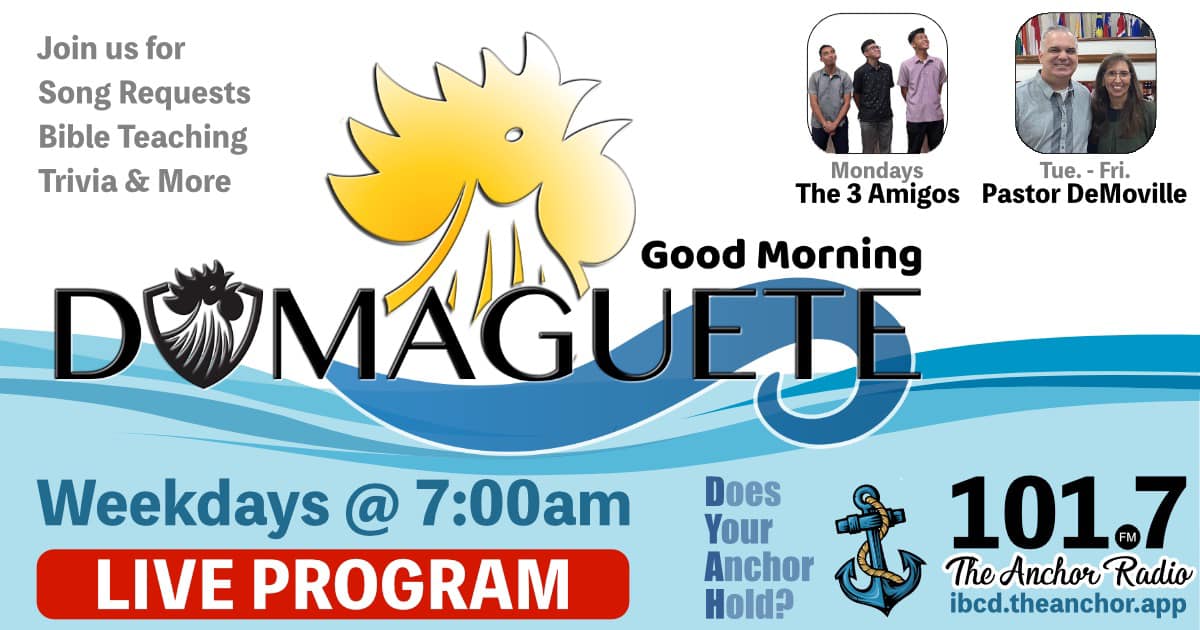 Join us for
Song Requests
Bible Teaching
Trivia & More
Mondays
The 3 Amigos
Tue. - Fri.
Pastor DeMoville
Good Morning
DUMAGUETE
Weekdays @ 7:00am
LIVE PROGRAM
Does
Your
Anchor
Hold?
101.7
FM
The Anchor Radio
ibcd.theanchor.app